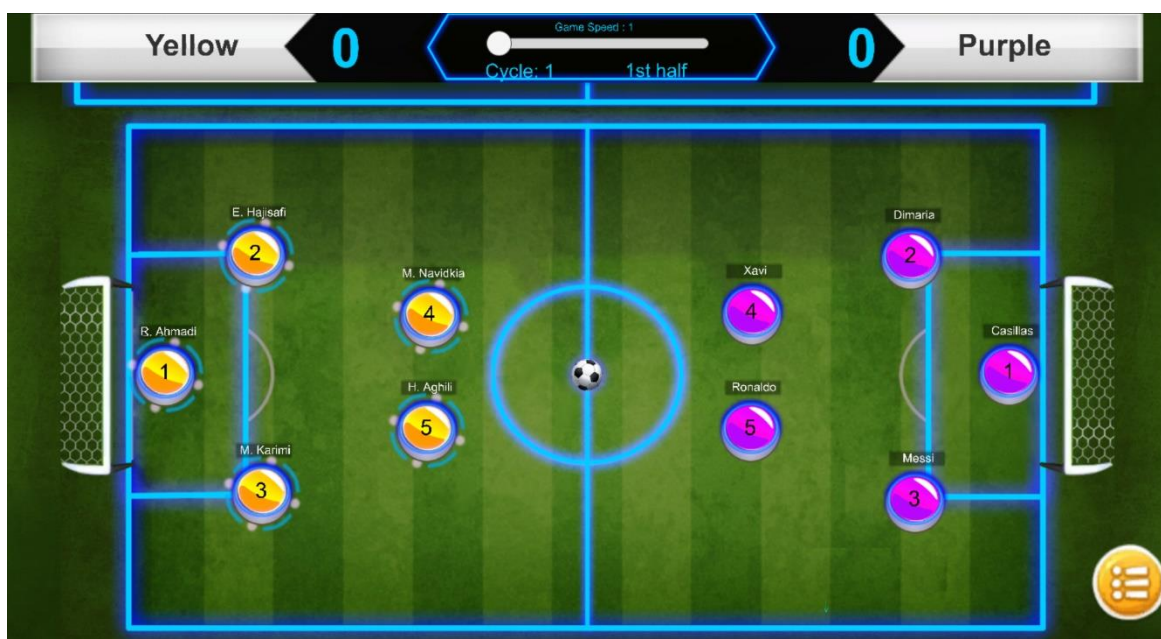 Yellow
0
Game Speed : 1
Cycle: 1
1st half
0
Purple
E. Hajisafi
2
M. Navidkia
4
R. Ahmadi
1
H. Aghili
5
M. Karimi
3
Dimaria
2
Xavi
4
Casillas
1
Ronaldo
5
Messi
3